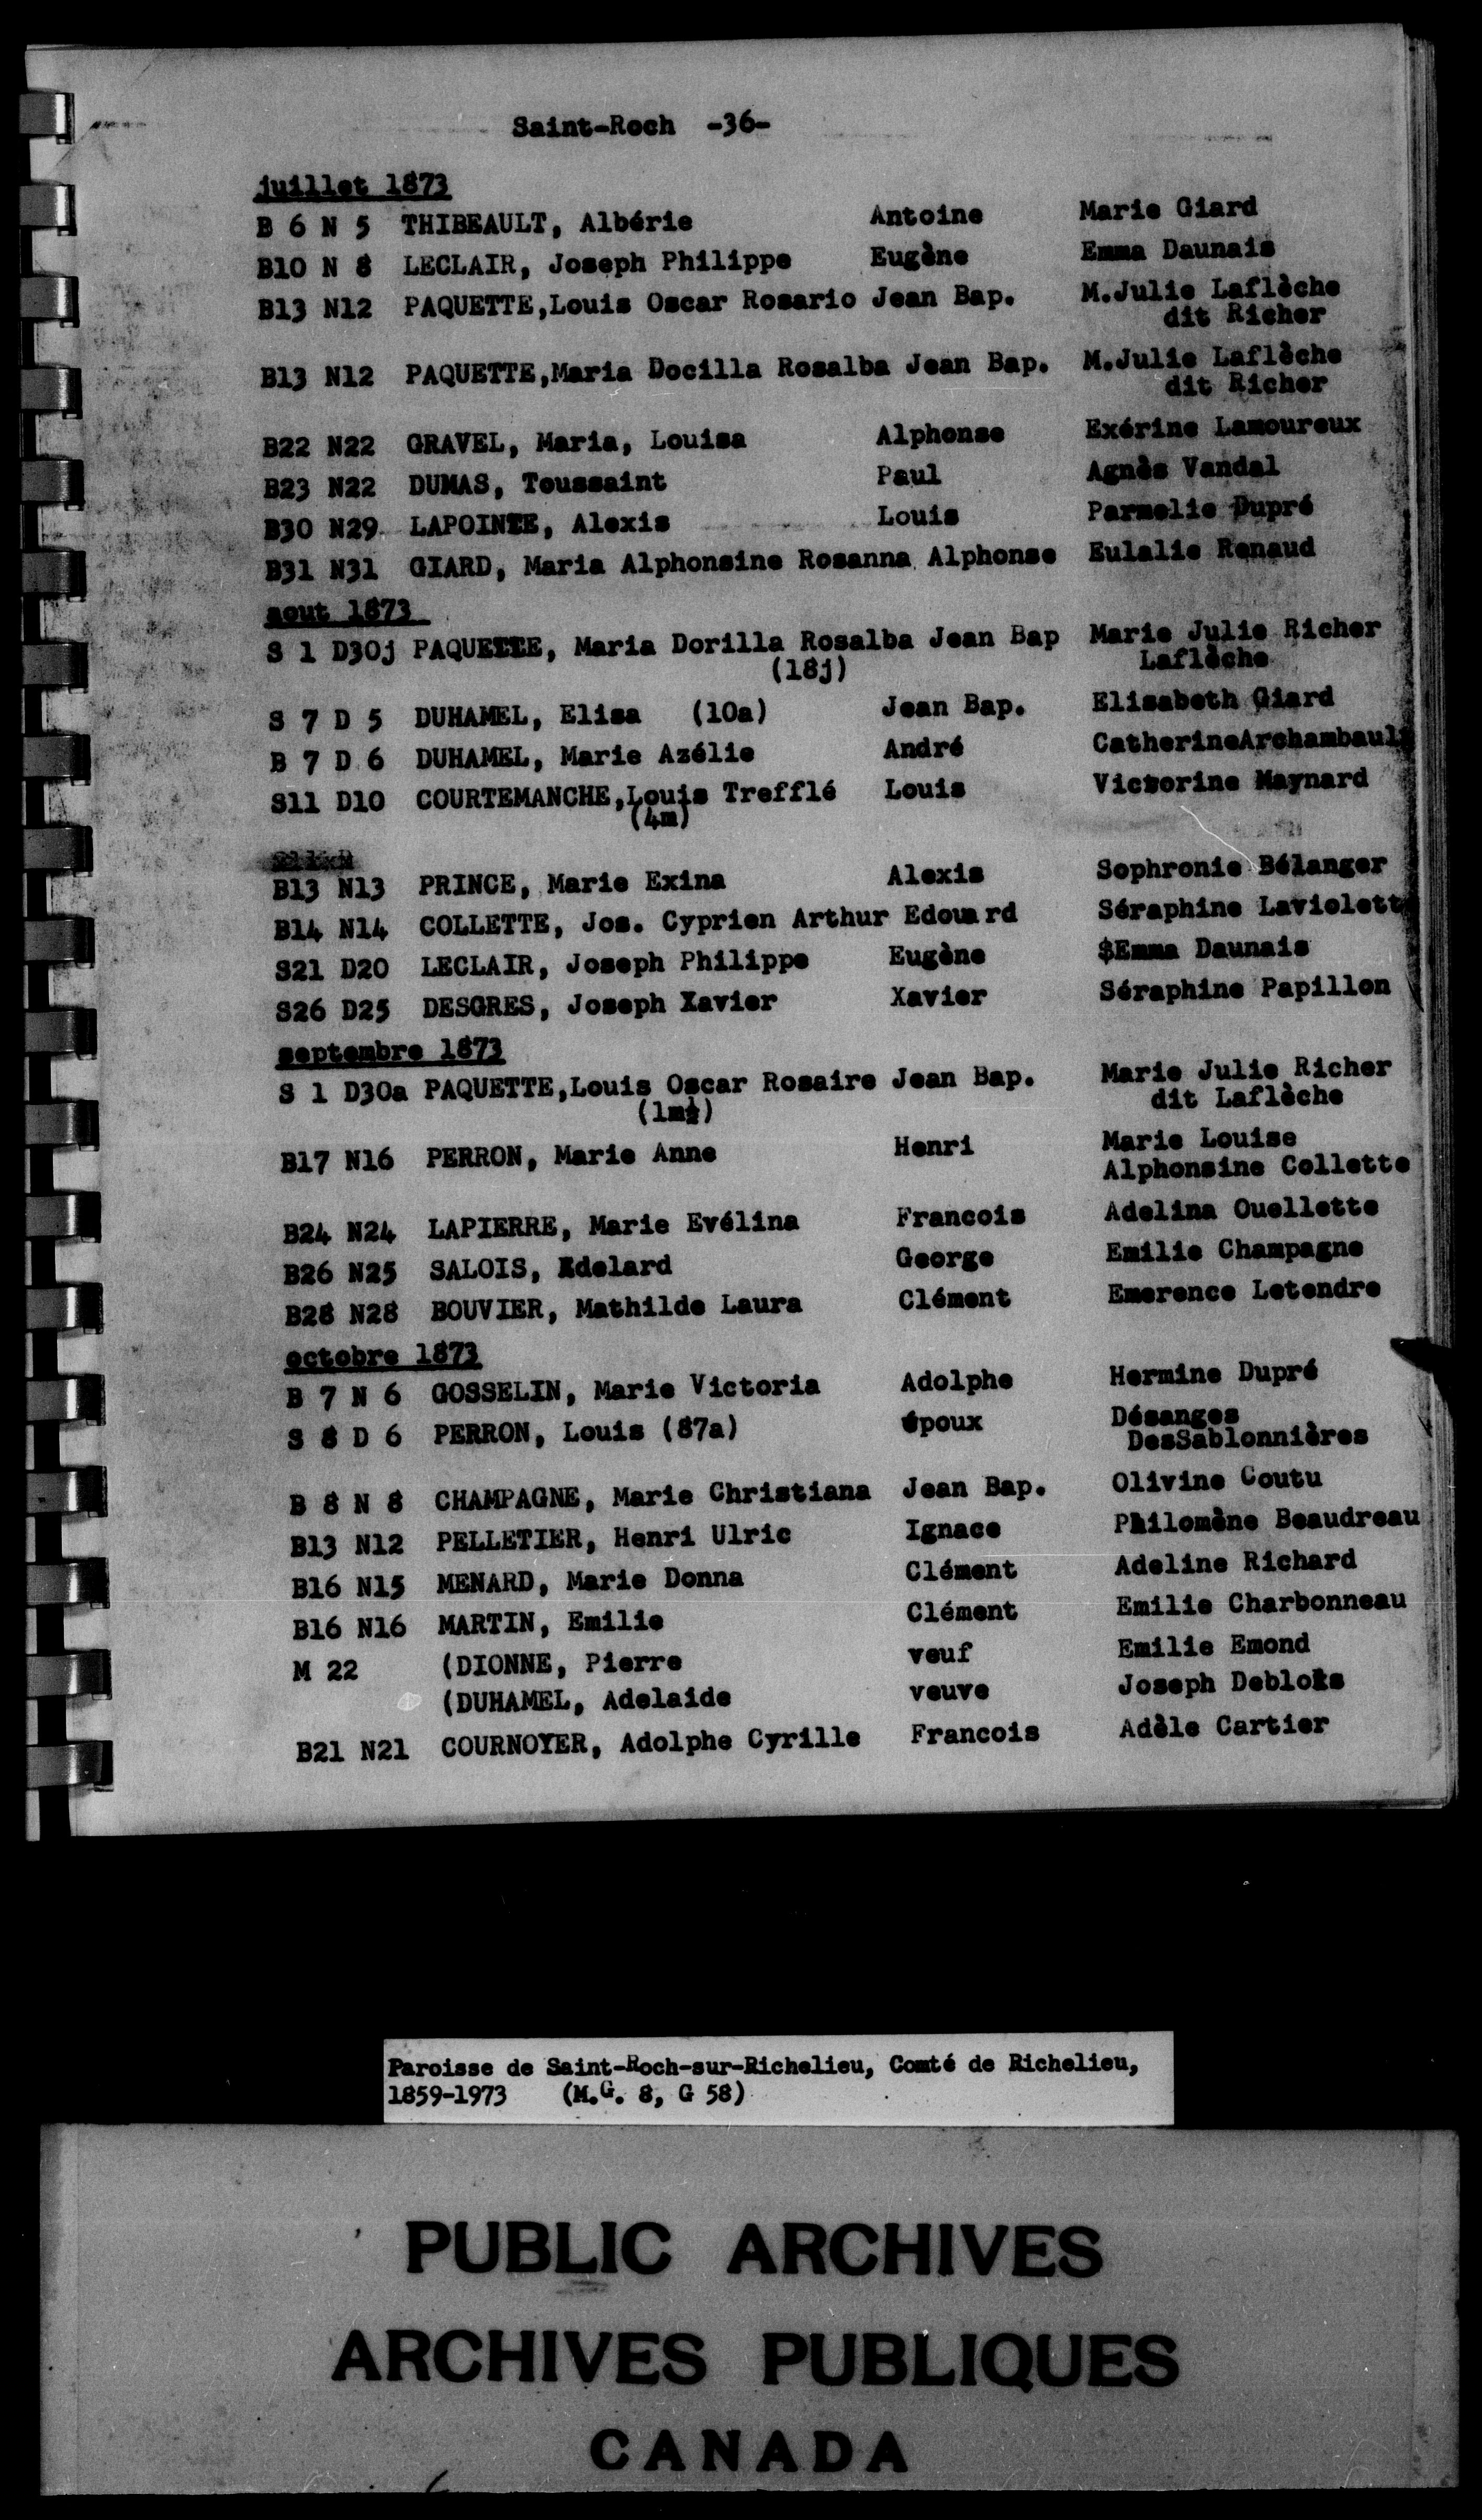 Saint-Roch -36-
juillet 1873
B 6 N 5 THIBEAULT, Albérie Antoine Marie Giard
B10 N 8 LECLAIR, Joseph Philippe Eugène Emma Daunais
B13 N12 PAQUETTE,Louis Oscar Rosario Jean Bap. M.Julie Laflèche
dit Richer
B13 N12 PAQUETTE,Maria Docilla Rosalba Jean Bap. M.Julie Laflèche
dit Richer
B22 N22 GRAVEL, Maria, Louisa Alphonse Exérine Lamoureux
B23 N22 DUMAS, Toussaint Paul Agnès Vandal
B30 N29 LAPOINTE, Alexis Louis Parmelie Dupré
B31 N31 GIARD, Maria Alphonsine Rosanna Alphonse Eulalie Renaud
aout 1873
S 1 D30j PAQUETTE, Maria Dorilla Rosalba Jean Bap Marie Julie Richer
(18j) Laflèche
S 7 D 5 DUHAMEL, Elisa (10a) Jean Bap. Elisabeth Giard
B 7 D 6 DUHAMEL, Marie Azélie André CatherineArchambault
S11 D10 COURTEMANCHE,Louis Trefflé Louis Victorine Maynard
(4m)
B13 N13 PRINCE, Marie Exina Alexis Sophronie Bélanger
B14 N14 COLLETTE, Jos. Cyprien Arthur Edouard Séraphine Laviolette
S21 D20 LECLAIR, Joseph Philippe Eugène $Emma Daunais
S26 D25 DESGRES, Joseph Xavier Xavier Séraphine Papillon
septembre 1873
S 1 D30a PAQUETTE,Louis Oscar Rosaire Jean Bap. Marie Julie Richer
(1m½) dit Laflèche
B17 N16 PERRON, Marie Anne Henri Marie Louise
Alphonsine Collette
B24 N24 LAPIERRE, Marie Evélina Francois Adelina Ouellette
B26 N25 SALOIS, Edelard George Emilie Champagne
B28 N28 BOUVIER, Mathilde Laura Clément Emerence Letendre
octobre 1873
B 7 N 6 GOSSELIN, Marie Victoria Adolphe Hermine Dupré
S 8 D 6 PERRON, Louis (87a) époux Désanges
DesSablonnières
B 8 N 8 CHAMPAGNE, Marie Christiana Jean Bap. Olivine Coutu
B13 N12 PELLETIER, Henri Ulric Ignace Philomène Beaudreau
B16 N15 MENARD, Marie Donna Clément Adeline Richard
B16 N16 MARTIN, Emilie Clément Emilie Charbonneau
M 22 (DIONNE, Pierre veuf Emilie Emond
(DUHAMEL, Adelaide veuve Joseph Deblois
B21 N21 COURNOYER, Adolphe Cyrille Francois Adèle Cartier
Paroisse de Saint-Roch-sur-Richelieu, Comté de Richelieu,
1859-1973 (M.G. 8, G 58)
PUBLIC ARCHIVES
ARCHIVES PUBLIQUES
CANADA